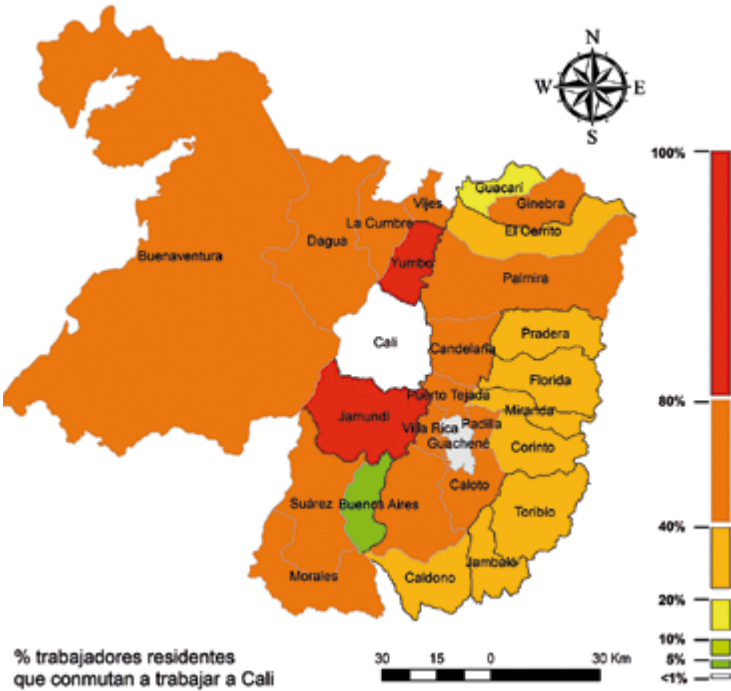 N
W E
S
100%
Guacarí
Vijes Ginebra
La Cumbre El Cerrito
Dagua
Buenaventura Yumbo
Palmira
Pradera
Cali Candelaria
Florida
80%
Puerto Tejada
Jamundí Miranda
Villa Rica Padilla
Guachené Corinto
Caloto
Suárez Buenos Aires
Toribío
40%
Jambaló
Morales Caldono
20%
10%
5%
<1%
% trabajadores residentes
que conmutan a trabajar a Cali
30 15 0 30 Km